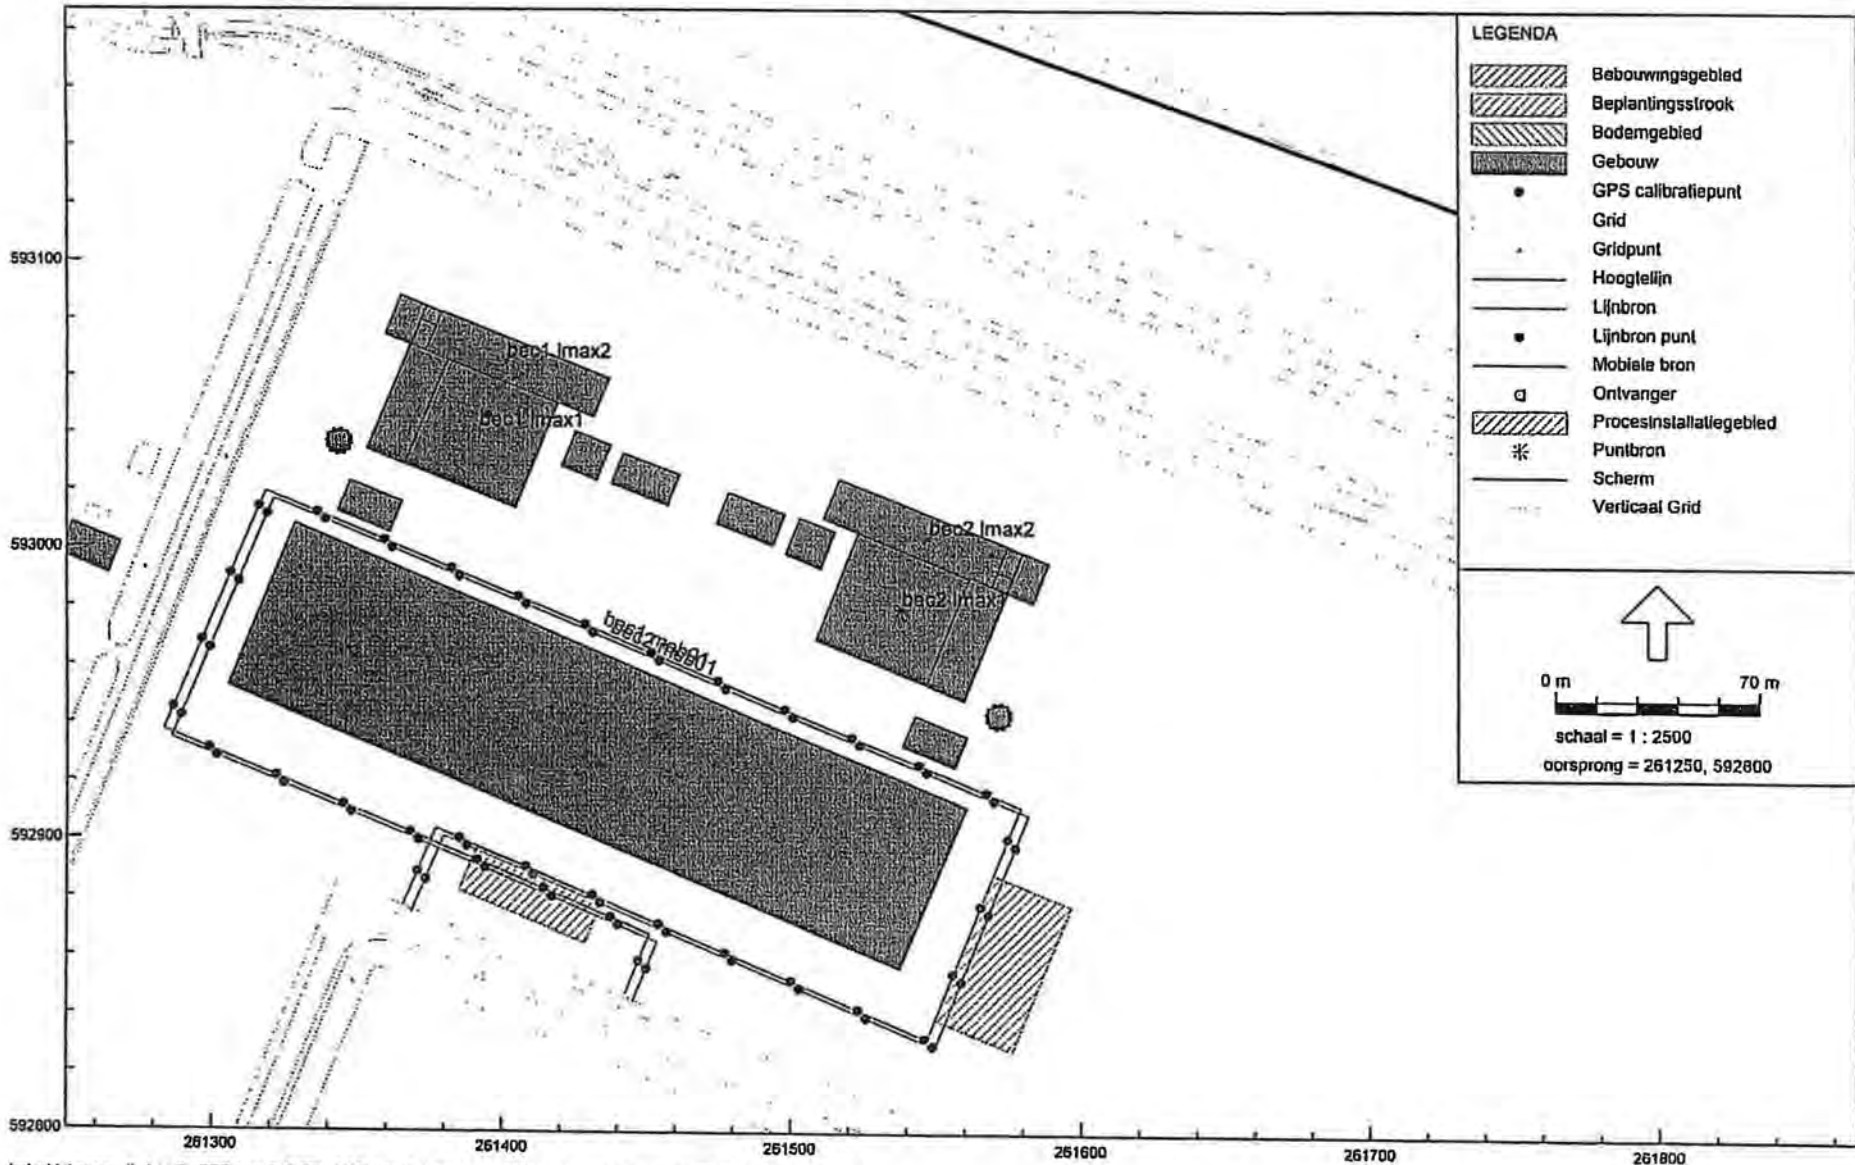 LEGENDA
Bebouwingsgebied
Beplantingsstrook
Bodemgebied
Gebouw
GPS calibratiepunt
Grid
Gridpunt
Hoogtelijn
Lijnbron
Lijnbron punt
Mobiele bron
Ontvanger
Procesinstallatiegebied
Puntbron
Scherm
Verticaal Grid
0 m 70 m
schaal = 1 : 2500
oorsprong = 261250, 592800
593100
593000
592900
592800
bec1 lmax2
bec1 lmax1
bec2 lmax2
bec2 lmax
261300 261400 261500 261600 261700 261800